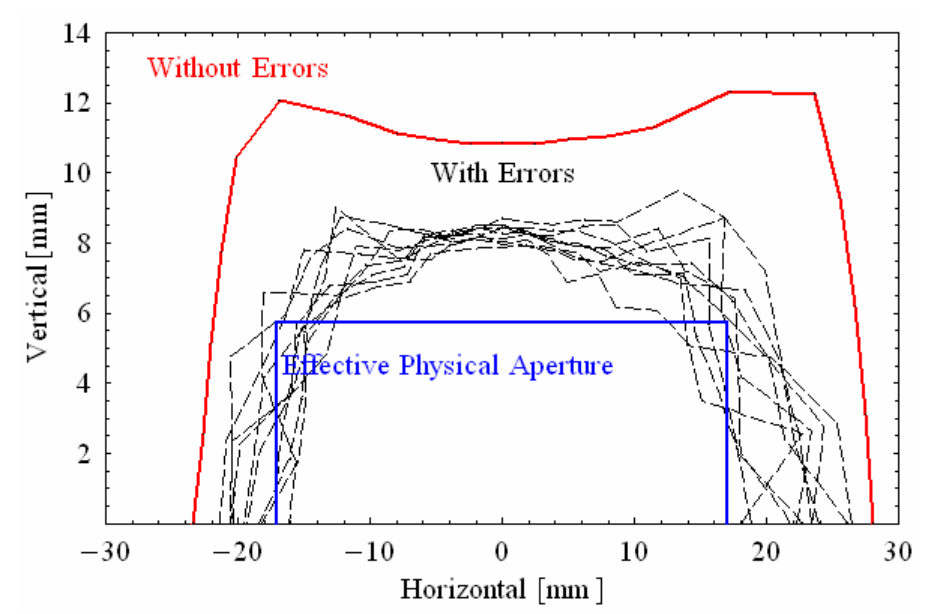 14
Without Errors
12
10
With Errors
8
6
Effective Physical Aperture
4
2
Vertical [mm]
−30 −20 −10 0 10 20 30
Horizontal [mm ]